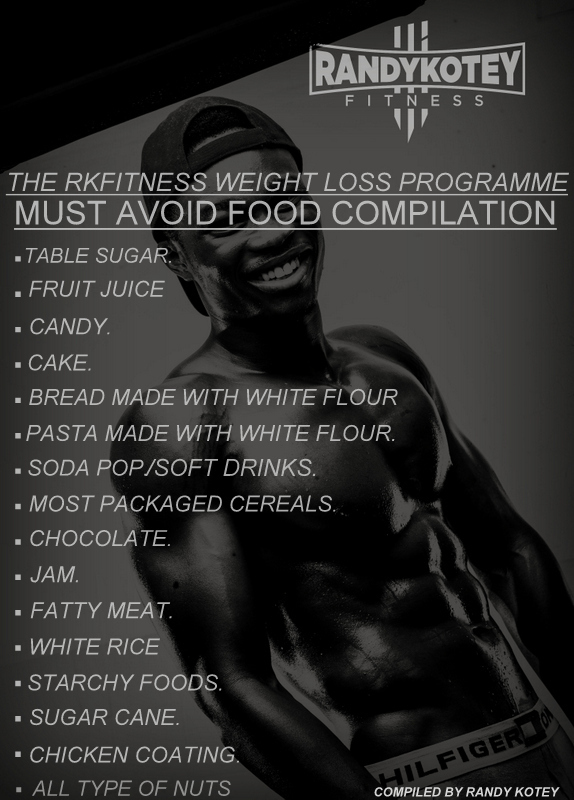 RANDYKOTEY
FITNESS
THE RKFITNESS WEIGHT LOSS PROGRAMME
MUST AVOID FOOD COMPILATION
▪TABLE SUGAR.
▪ FRUIT JUICE
▪ CANDY.
▪ CAKE.
▪ BREAD MADE WITH WHITE FLOUR
▪PASTA MADE WITH WHITE FLOUR.
▪ SODA POP./SOFT DRINKS.
▪ MOST PACKAGED CEREALS.
▪ CHOCOLATE.
▪ JAM.
▪ FATTY MEAT.
▪ WHITE RICE
▪ STARCHY FOODS.
▪ SUGAR CANE.
▪ CHICKEN COATING.
▪ ALL TYPE OF NUTS
HILFIGER
COMPILED BY RANDY KOTEY